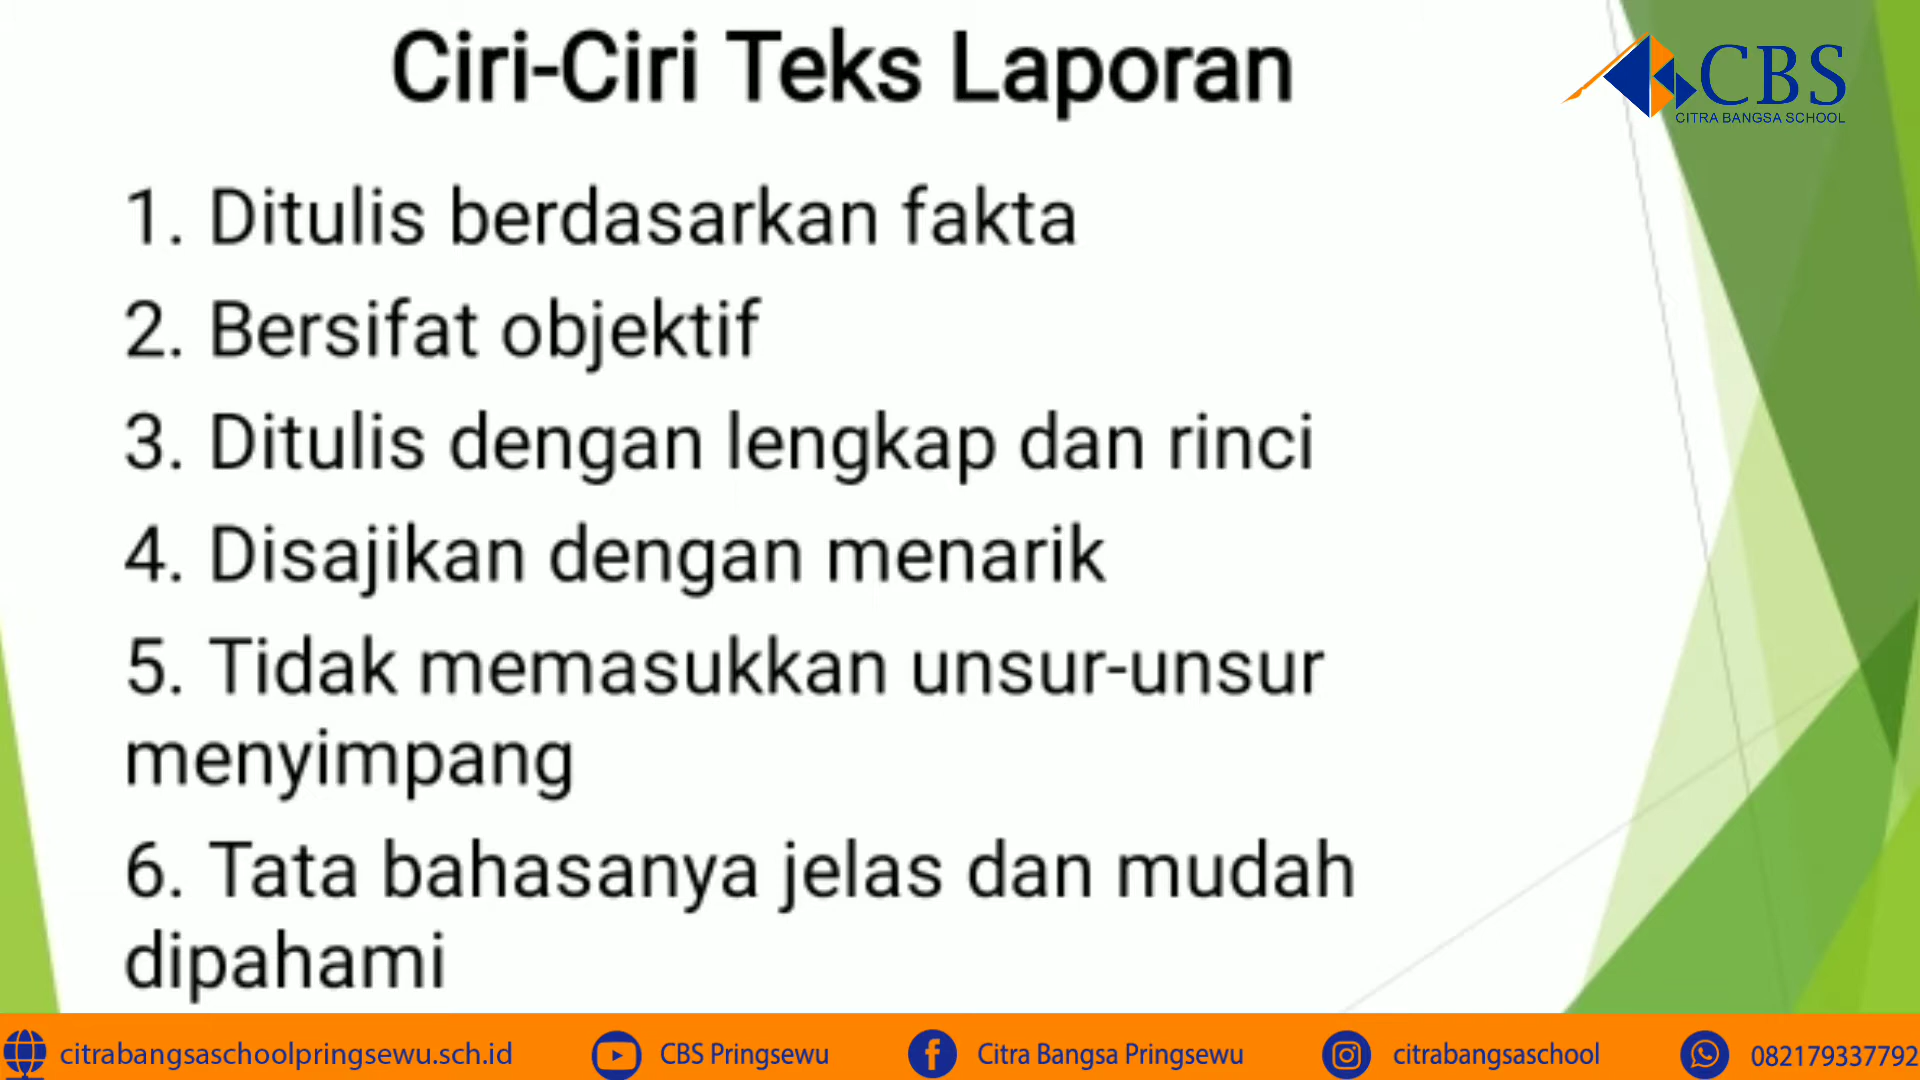 Ciri-Ciri Teks Laporan
CBS
CITRA BANGSA SCHOOL
1. Ditulis berdasarkan fakta
2. Bersifat objektif
3. Ditulis dengan lengkap dan rinci
4. Disajikan dengan menarik
5. Tidak memasukkan unsur-unsur
menyimpang
6. Tata bahasanya jelas dan mudah
dipahami
citrabangsaschoolpringsewu.sch.id CBS Pringsewu Citra Bangsa Pringsewu citrabangsaschool 082179337792